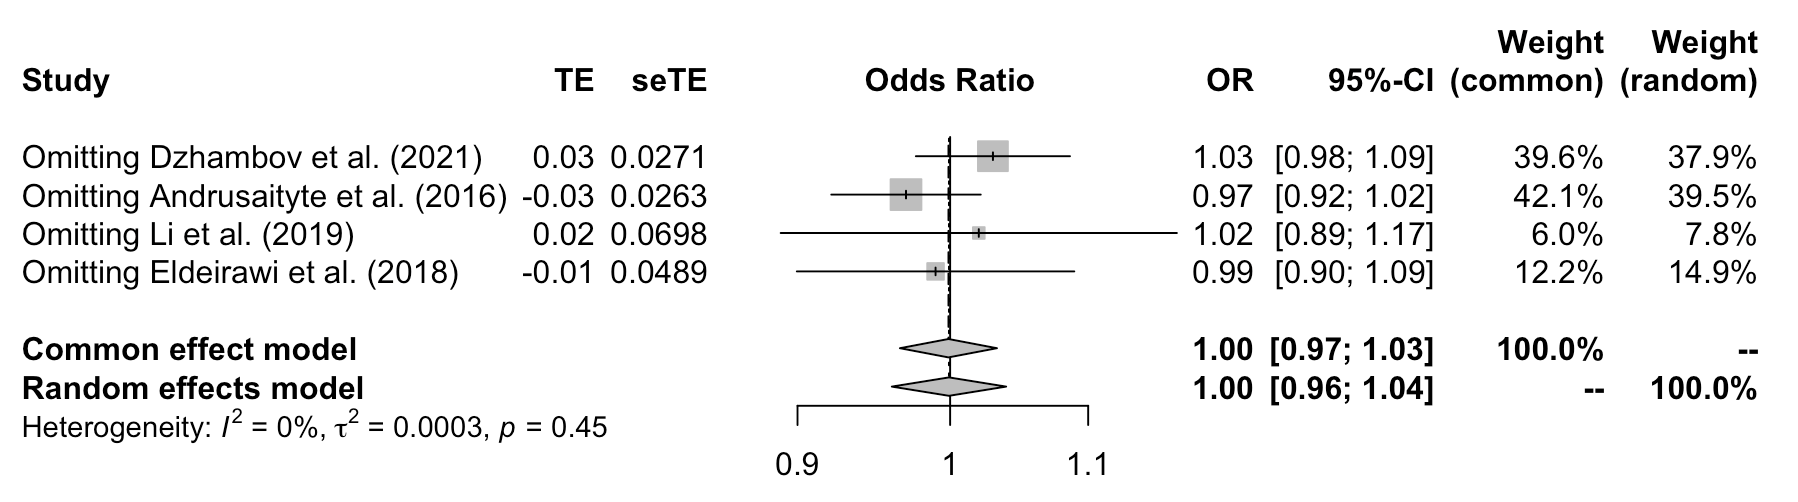 Weight Weight
Study TE seTE Odds Ratio OR 95%-CI (common) (random)
Omitting Dzhambov et al. (2021) 0.03 0.0271 1.03 [0.98; 1.09] 39.6% 37.9%
Omitting Andrusaityte et al. (2016) -0.03 0.0263 0.97 [0.92; 1.02] 42.1% 39.5%
Omitting Li et al. (2019) 0.02 0.0698 1.02 [0.89; 1.17] 6.0% 7.8%
Omitting Eldeirawi et al. (2018) -0.01 0.0489 0.99 [0.90; 1.09] 12.2% 14.9%
Common effect model 1.00 [0.97; 1.03] 100.0% --
Random effects model 1.00 [0.96; 1.04] -- 100.0%
Heterogeneity: I² = 0%, τ² = 0.0003, p = 0.45
0.9 1 1.1